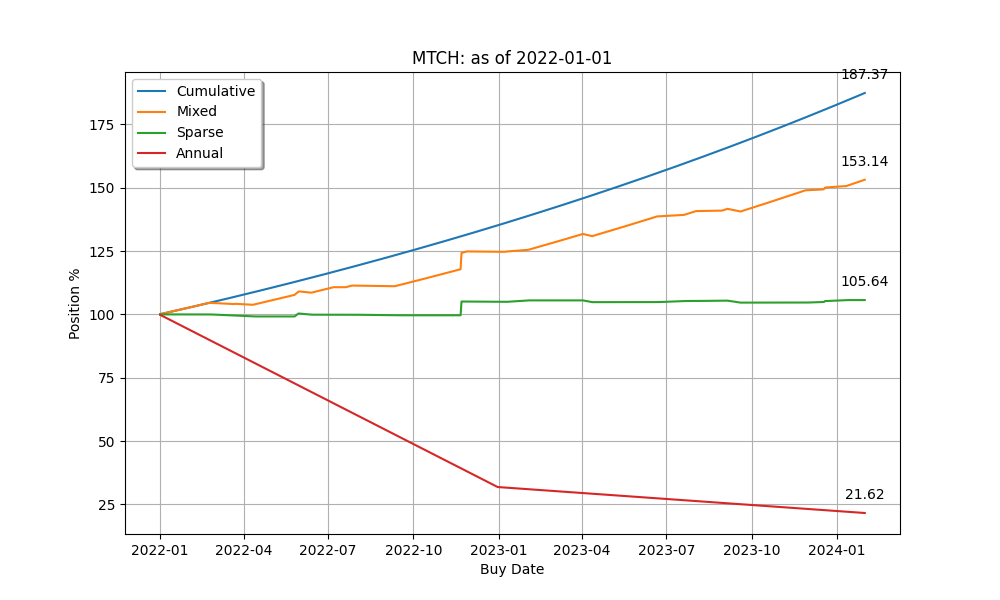 MTCH: as of 2022-01-01
187.37
Cumulative
Mixed
Sparse
Annual
175
153.14
150
125
105.64
100
75
50
21.62
25
Position %
2022-01 2022-04 2022-07 2022-10 2023-01 2023-04 2023-07 2023-10 2024-01
Buy Date